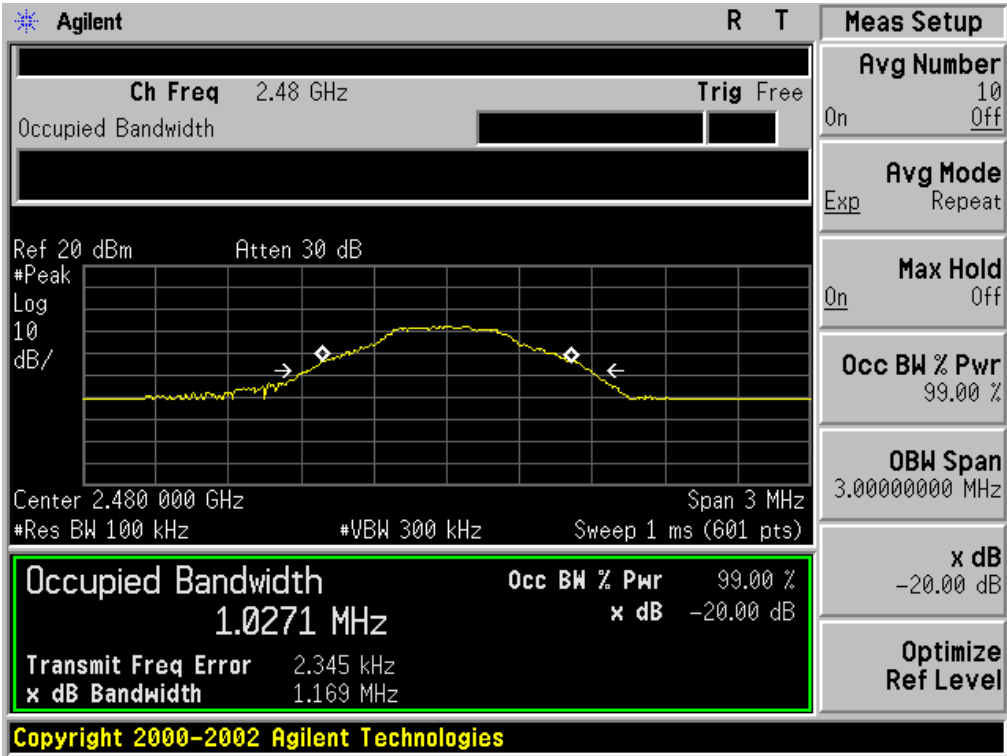 Agilent R T
Ch Freq 2.48 GHz Trig Free
Occupied Bandwidth
Ref 20 dBm Atten 30 dB
#Peak
Log
10
dB/
Center 2.480 000 GHz Span 3 MHz
#Res BW 100 kHz #VBW 300 kHz Sweep 1 ms (601 pts)
Occupied Bandwidth Occ BW % Pwr 99.00 %
1.0271 MHz x dB -20.00 dB
Transmit Freq Error 2.345 kHz
x dB Bandwidth 1.169 MHz
Copyright 2000-2002 Agilent Technologies
Meas Setup
Avg Number
10
On Off
Avg Mode
Exp Repeat
Max Hold
On Off
Occ BW % Pwr
99.00 %
OBW Span
3.00000000 MHz
x dB
-20.00 dB
Optimize
Ref Level